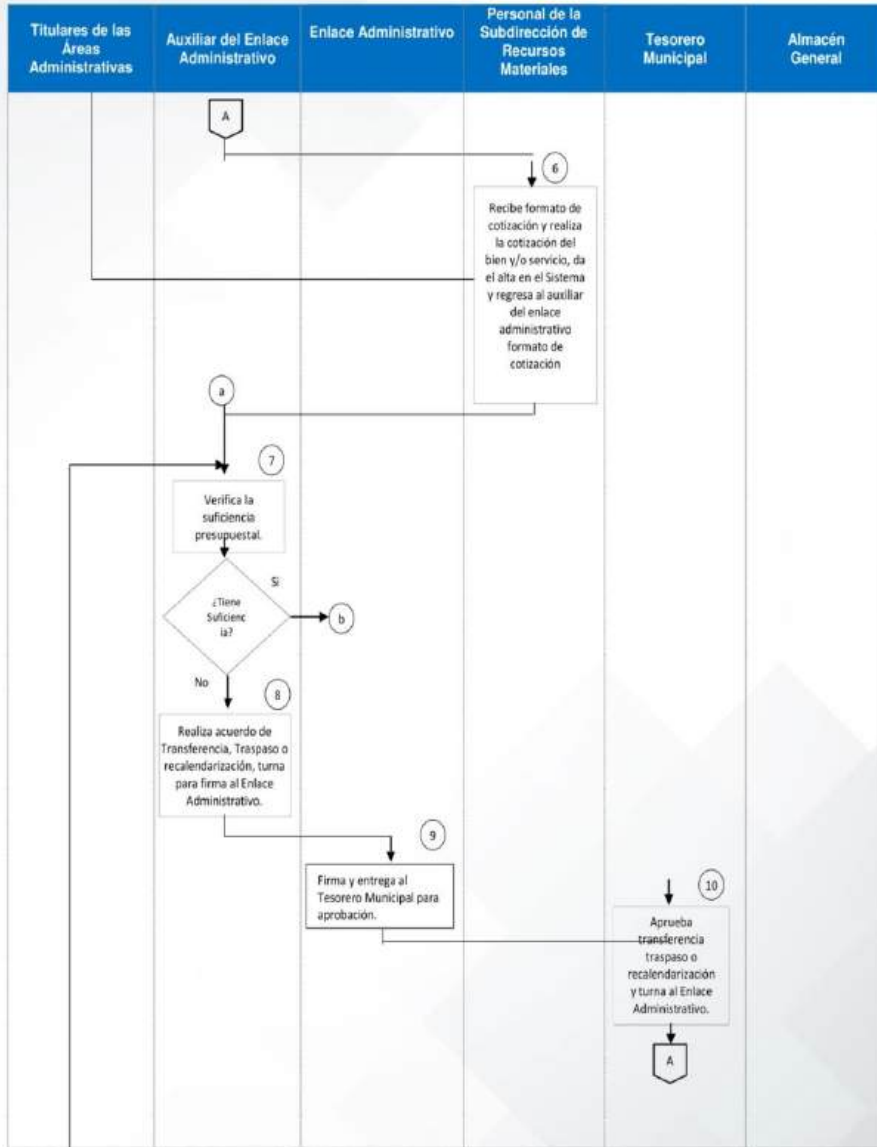 Titulares de las
Áreas
Administrativas
Auxiliar del Enlace
Administrativo
Enlace Administrativo
Personal de la
Subdirección de
Recursos
Materiales
Tesorero
Municipal
Almacén
General
A
6
Recibe formato de
cotización y realiza
la cotización del
bien y/o servicio, da
el alta en el Sistema
y regresa al auxiliar
del enlace
administrativo
formato de
cotización
a
7
Verifica la
suficiencia
presupuestal.
Si
¿Tiene
Suficienc
ia?
b
No
8
Realiza acuerdo de
Transferencia, Traspaso o
recalendarización, turna
para firma al Enlace
Administrativo.
9
Firma y entrega al
Tesorero Municipal para
aprobación.
10
Aprueba
transferencia
traspaso o
recalendarización
y turna al Enlace
Administrativo.
A